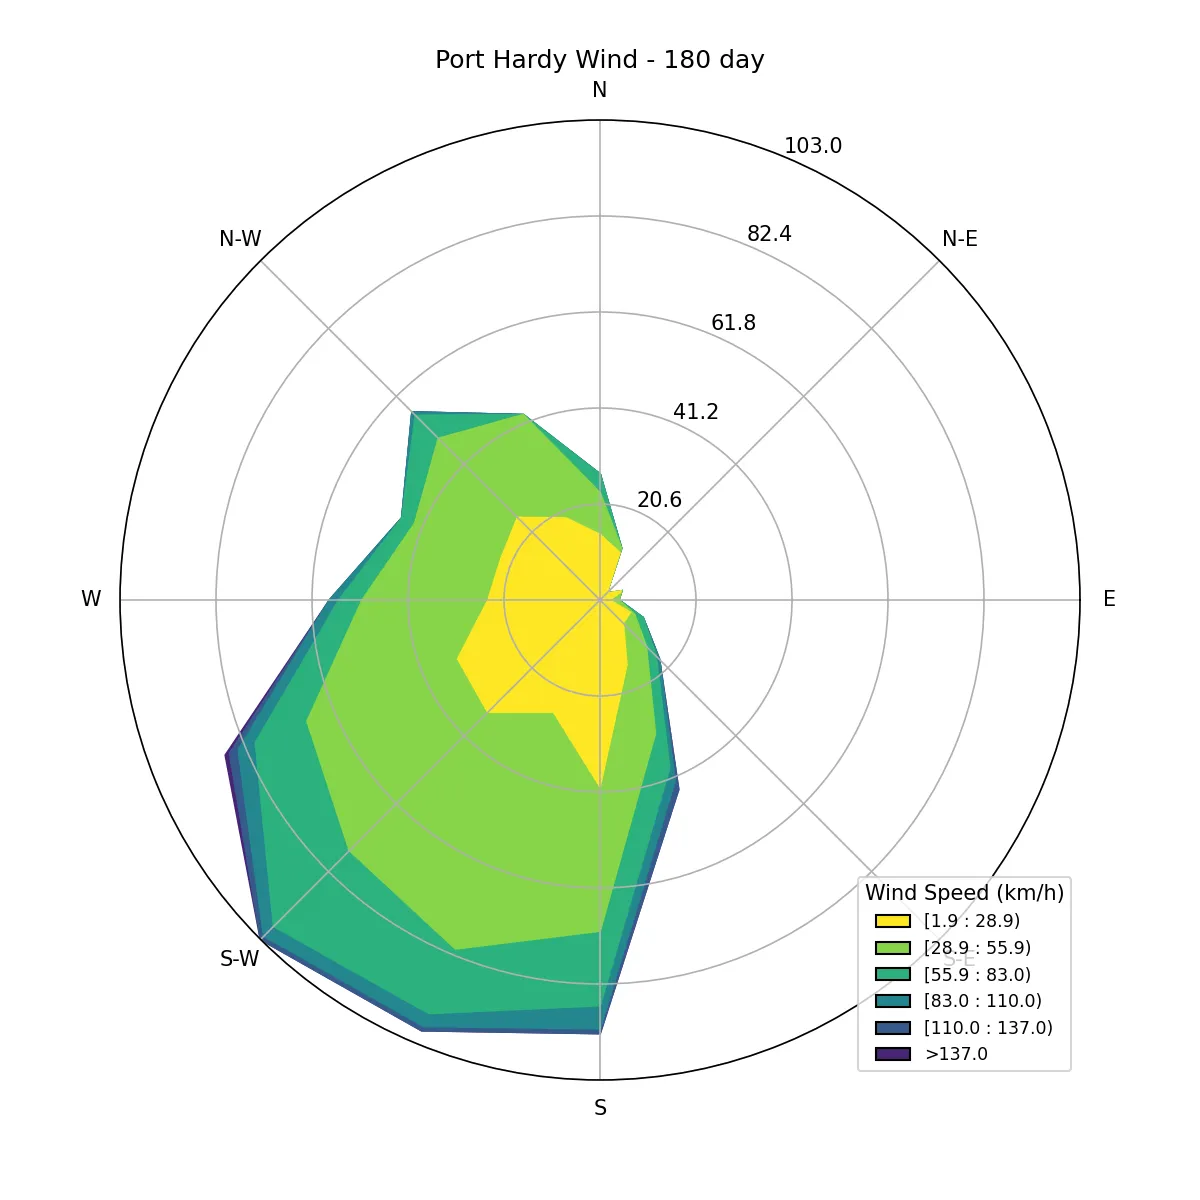 Port Hardy Wind - 180 day
N
103.0
N-W
82.4
N-E
61.8
41.2
20.6
W
E
Wind Speed (km/h)
[1.9 : 28.9)
[28.9 : 55.9)
S-W
S-E
[55.9 : 83.0)
[83.0 : 110.0)
[110.0 : 137.0)
>137.0
S